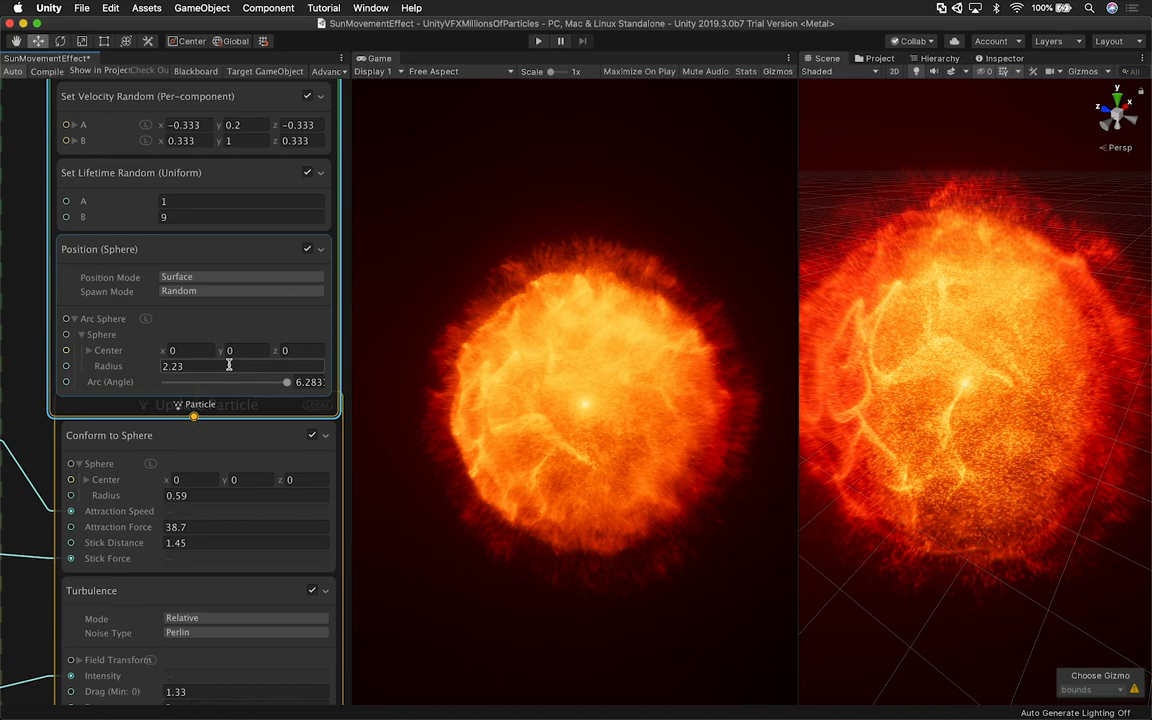 Unity File Edit Assets GameObject Component Tutorial Window Help 100%
SunMovementEffect - UnityVFXMillionsOfParticles - PC, Mac & Linux Standalone - Unity 2019.3.0b7 Trial Version <Metal>
Center Global Collab Account Layers Layout
SunMovementEffect* Game Scene Project Hierarchy Inspector
Auto Compile Show in Project Check Ou Blackboard Target GameObject Advanc Display 1 Free Aspect Scale 1x Maximize On Play Mute Audio Stats Gizmos Shaded 2D 0 Gizmos All
Set Velocity Random (Per-component)
A L x -0.333 y 0.2 z -0.333
B L x 0.333 y 1 z 0.333
Set Lifetime Random (Uniform)
A 1
B 9
Position (Sphere)
Position Mode Surface
Spawn Mode Random
Arc Sphere L
Sphere
Center x 0 y 0 z 0
Radius 2.23
Arc (Angle) 6.283
Particle
Conform to Sphere
Sphere L
Center x 0 y 0 z 0
Radius 0.59
Attraction Speed
Attraction Force 38.7
Stick Distance 1.45
Stick Force
Turbulence
Mode Relative
Noise Type Perlin
Field Transform
Intensity
Drag (Min: 0) 1.33
y
x
z
Persp
Choose Gizmo
bounds
Auto Generate Lighting Off